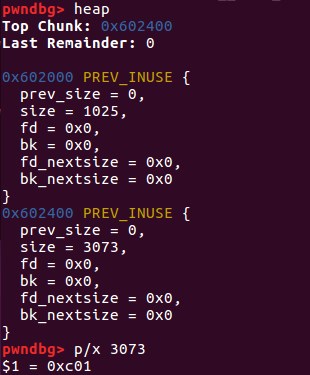 pwndbg> heap
Top Chunk: 0x602400
Last Remainder: 0
0x602000 PREV_INUSE {
prev_size = 0,
size = 1025,
fd = 0x0,
bk = 0x0,
fd_nextsize = 0x0,
bk_nextsize = 0x0
}
0x602400 PREV_INUSE {
prev_size = 0,
size = 3073,
fd = 0x0,
bk = 0x0,
fd_nextsize = 0x0,
bk_nextsize = 0x0
}
pwndbg> p/x 3073
$1 = 0xc01